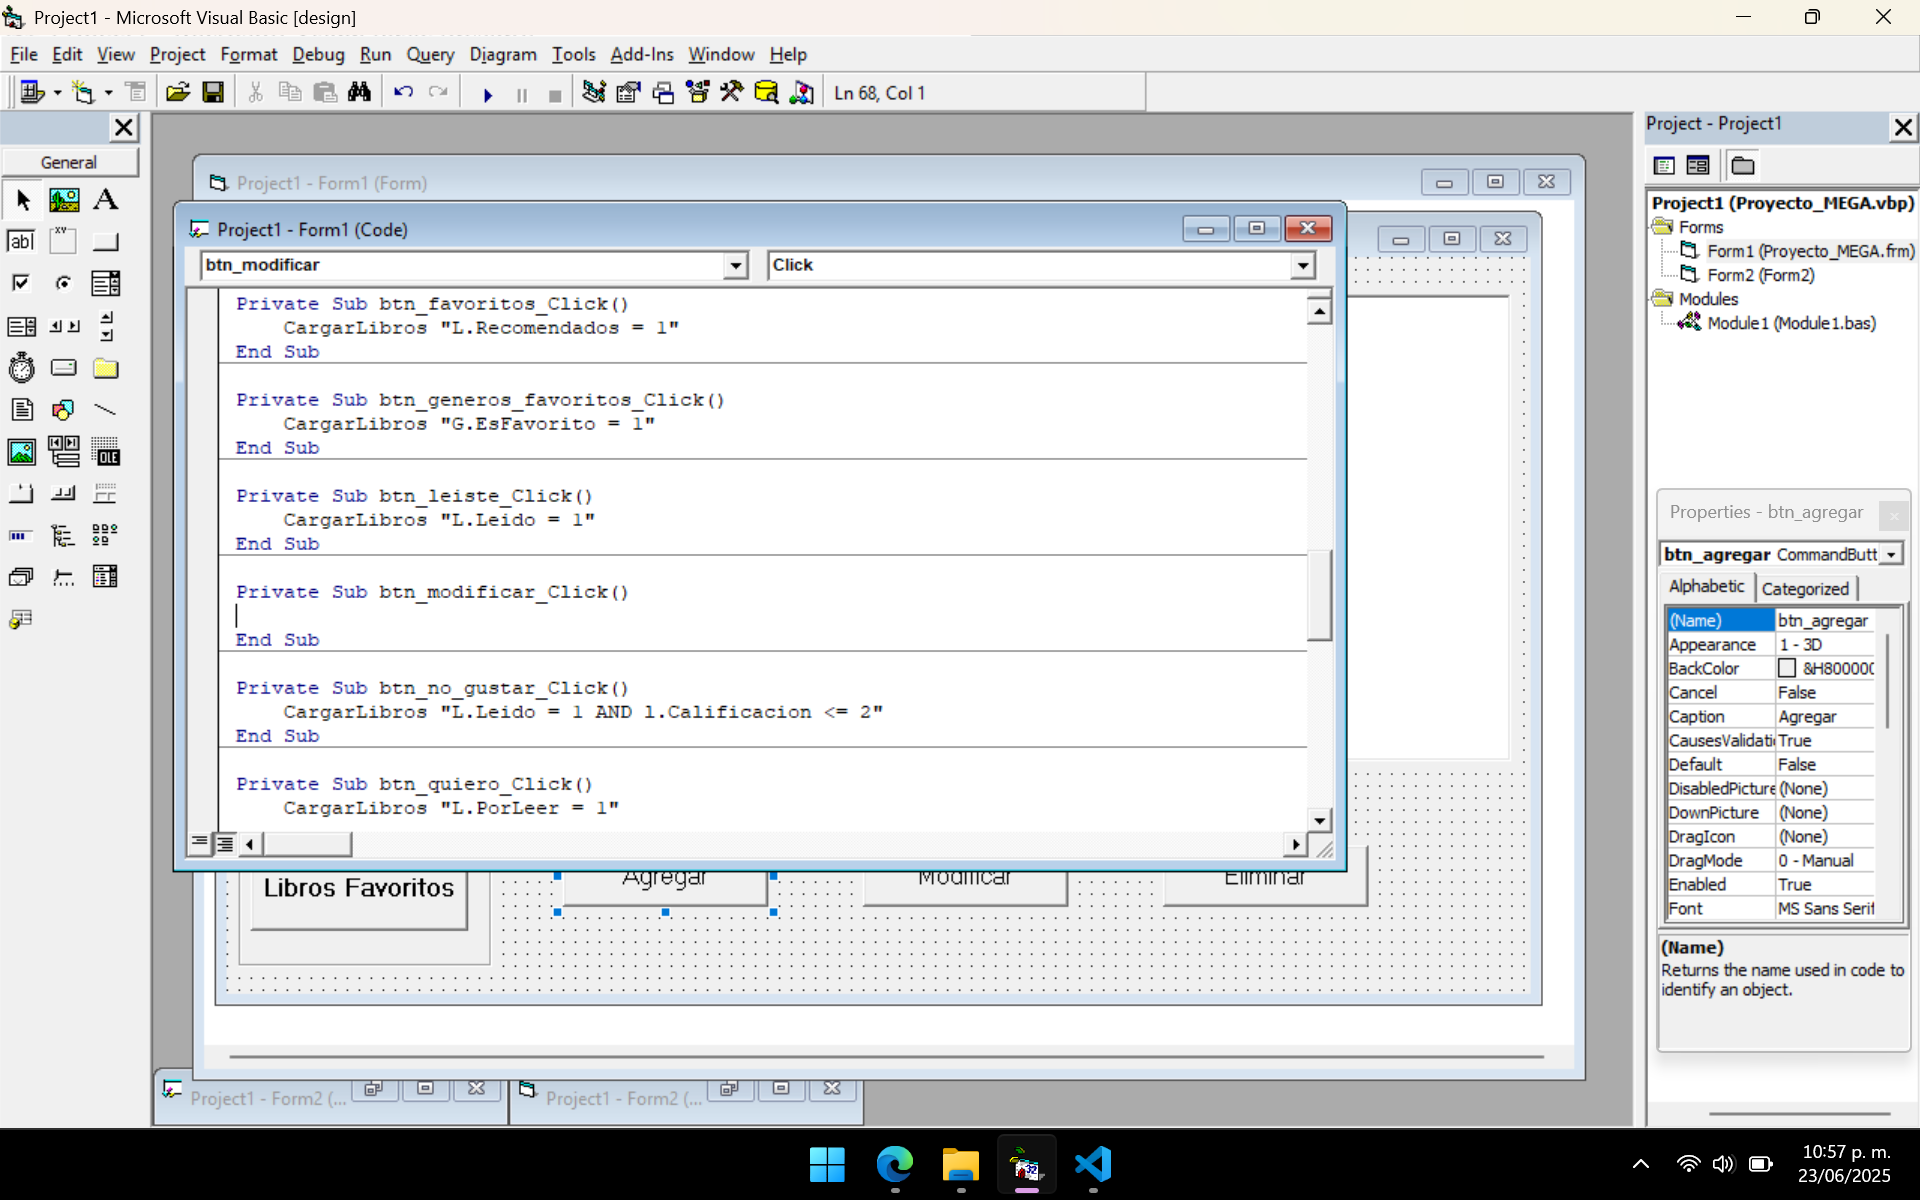 Project1 - Microsoft Visual Basic [design]
File Edit View Project Format Debug Run Query Diagram Tools Add-Ins Window Help
Ln 68, Col 1
General
Project1 - Form1 (Form)
Project1 - Form1 (Code)
btn_modificar
Click
Private Sub btn_favoritos_Click()
CargarLibros "L.Recomendados = 1"
End Sub
Private Sub btn_generos_favoritos_Click()
CargarLibros "G.EsFavorito = 1"
End Sub
Private Sub btn_leiste_Click()
CargarLibros "L.Leido = 1"
End Sub
Private Sub btn_modificar_Click()
End Sub
Private Sub btn_no_gustar_Click()
CargarLibros "L.Leido = 1 AND l.Calificacion <= 2"
End Sub
Private Sub btn_quiero_Click()
CargarLibros "L.PorLeer = 1"
Libros Favoritos
Agregar
Modificar
Eliminar
Project1 - Form2 (...
Project1 - Form2 (...
Project - Project1
Project1 (Proyecto_MEGA.vbp)
Forms
Form1 (Proyecto_MEGA.frm)
Form2 (Form2)
Modules
Module1 (Module1.bas)
Properties - btn_agregar
btn_agregar CommandButt
Alphabetic Categorized
(Name) btn_agregar
Appearance 1 - 3D
BackColor &H800000
Cancel False
Caption Agregar
CausesValidati True
Default False
DisabledPicture (None)
DownPicture (None)
DragIcon (None)
DragMode 0 - Manual
Enabled True
Font MS Sans Serif
(Name)
Returns the name used in code to
identify an object.
10:57 p. m.
23/06/2025